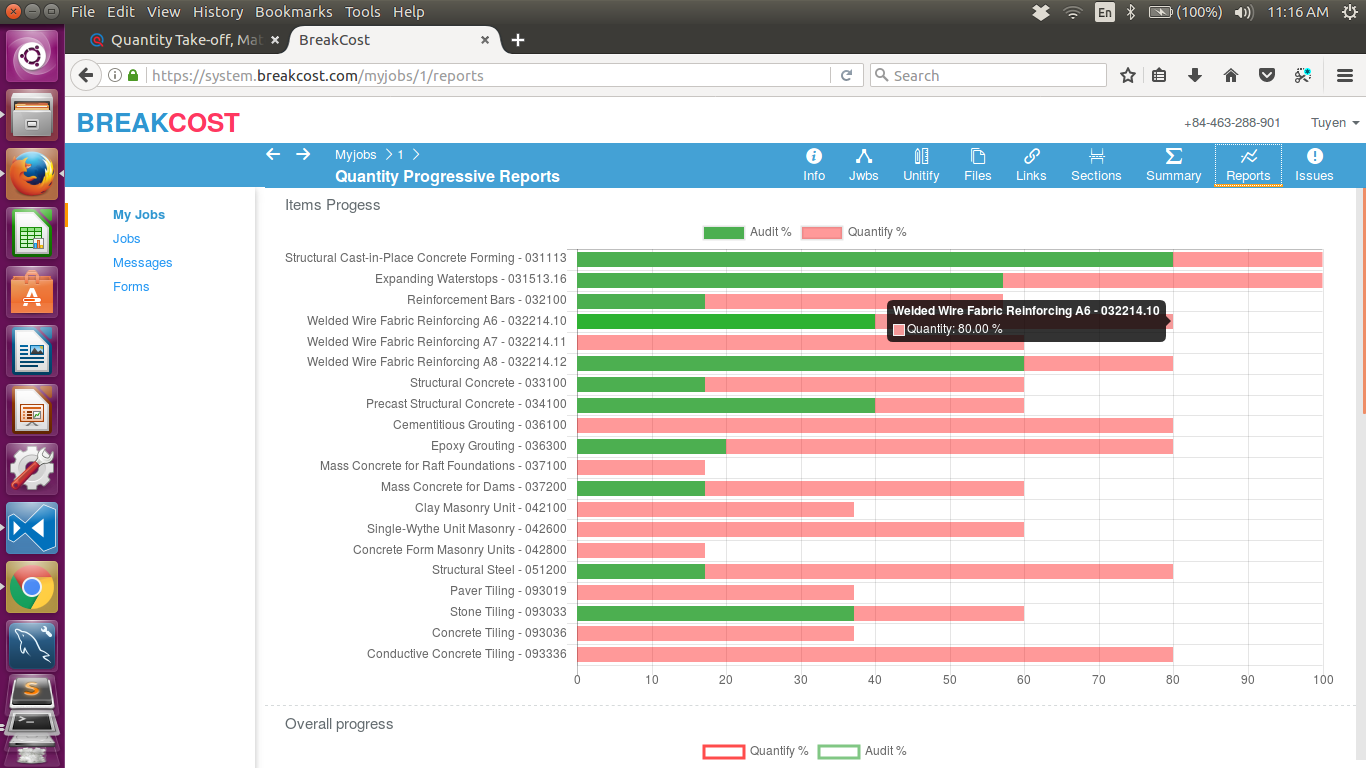 File Edit View History Bookmarks Tools Help
En (100%) 11:16 AM
Quantity Take-off, Mat
BreakCost
https://system.breakcost.com/myjobs/1/reports
Search
BREAKCOST
+84-463-288-901
Tuyen
Myjobs > 1 >
Quantity Progressive Reports
Info Jwbs Unitify Files Links Sections Summary Reports Issues
My Jobs
Jobs
Messages
Forms
Items Progess
Audit % Quantify %
Structural Cast-in-Place Concrete Forming - 031113
Expanding Waterstops - 031513.16
Reinforcement Bars - 032100
Welded Wire Fabric Reinforcing A6 - 032214.10
Welded Wire Fabric Reinforcing A6 - 032214.10
Quantify: 80.00 %
Welded Wire Fabric Reinforcing A7 - 032214.11
Welded Wire Fabric Reinforcing A8 - 032214.12
Structural Concrete - 033100
Precast Structural Concrete - 034100
Cementitious Grouting - 036100
Epoxy Grouting - 036300
Mass Concrete for Raft Foundations - 037100
Mass Concrete for Dams - 037200
Clay Masonry Unit - 042100
Single-Wythe Unit Masonry - 042600
Concrete Form Masonry Units - 042800
Structural Steel - 051200
Paver Tiling - 093019
Stone Tiling - 093033
Concrete Tiling - 093036
Conductive Concrete Tiling - 093336
0 10 20 30 40 50 60 70 80 90 100
Overall progress
Quantify % Audit %